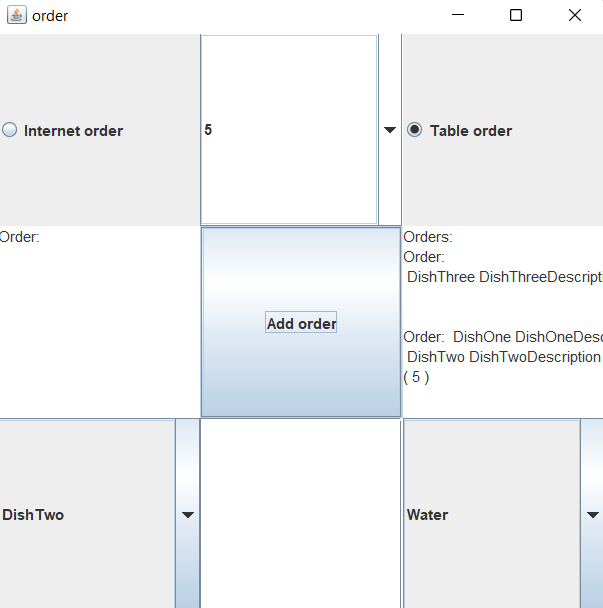 order
Internet order
5
Table order
Order:
Add order
Orders:
Order:
DishThree DishThreeDescripti
Order:  DishOne DishOneDesc
DishTwo DishTwoDescription
( 5 )
DishTwo
Water